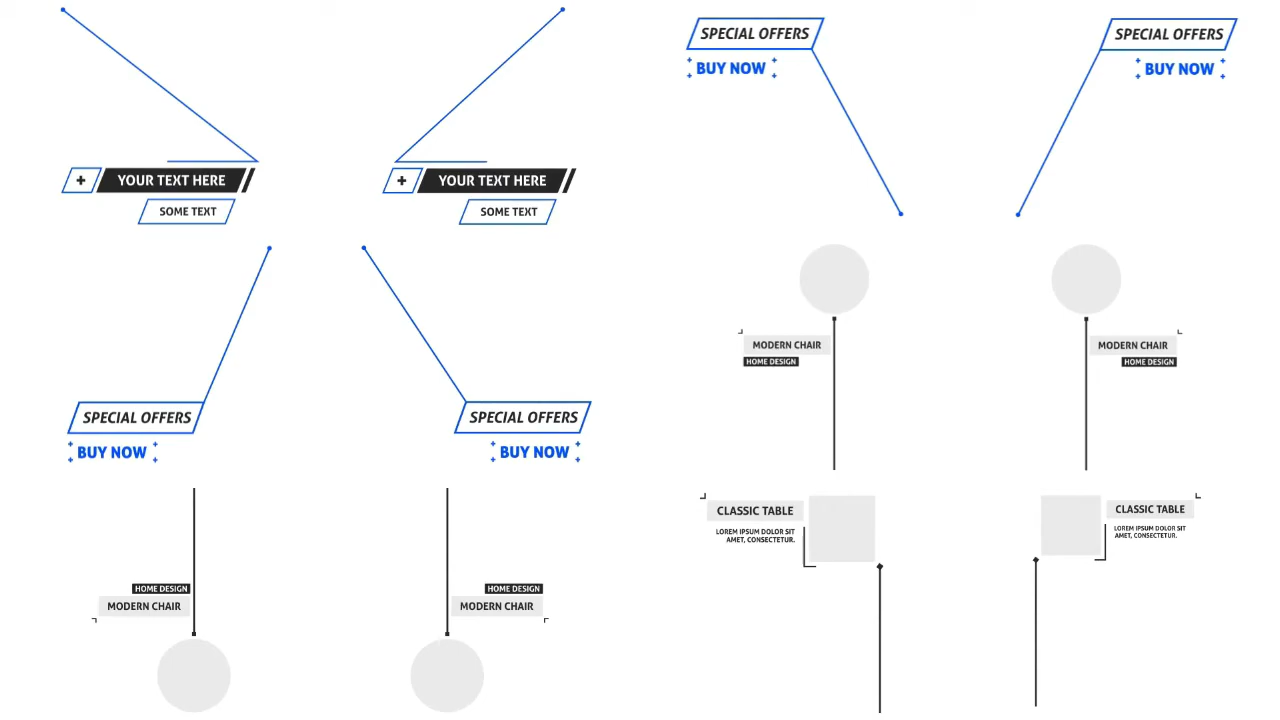 + YOUR TEXT HERE
SOME TEXT
+ YOUR TEXT HERE
SOME TEXT
SPECIAL OFFERS
BUY NOW
SPECIAL OFFERS
BUY NOW
HOME DESIGN
MODERN CHAIR
HOME DESIGN
MODERN CHAIR
SPECIAL OFFERS
BUY NOW
SPECIAL OFFERS
BUY NOW
MODERN CHAIR
HOME DESIGN
MODERN CHAIR
HOME DESIGN
CLASSIC TABLE
LOREM IPSUM DOLOR SIT
AMET, CONSECTETUR.
CLASSIC TABLE
LOREM IPSUM DOLOR SIT
AMET, CONSECTETUR.